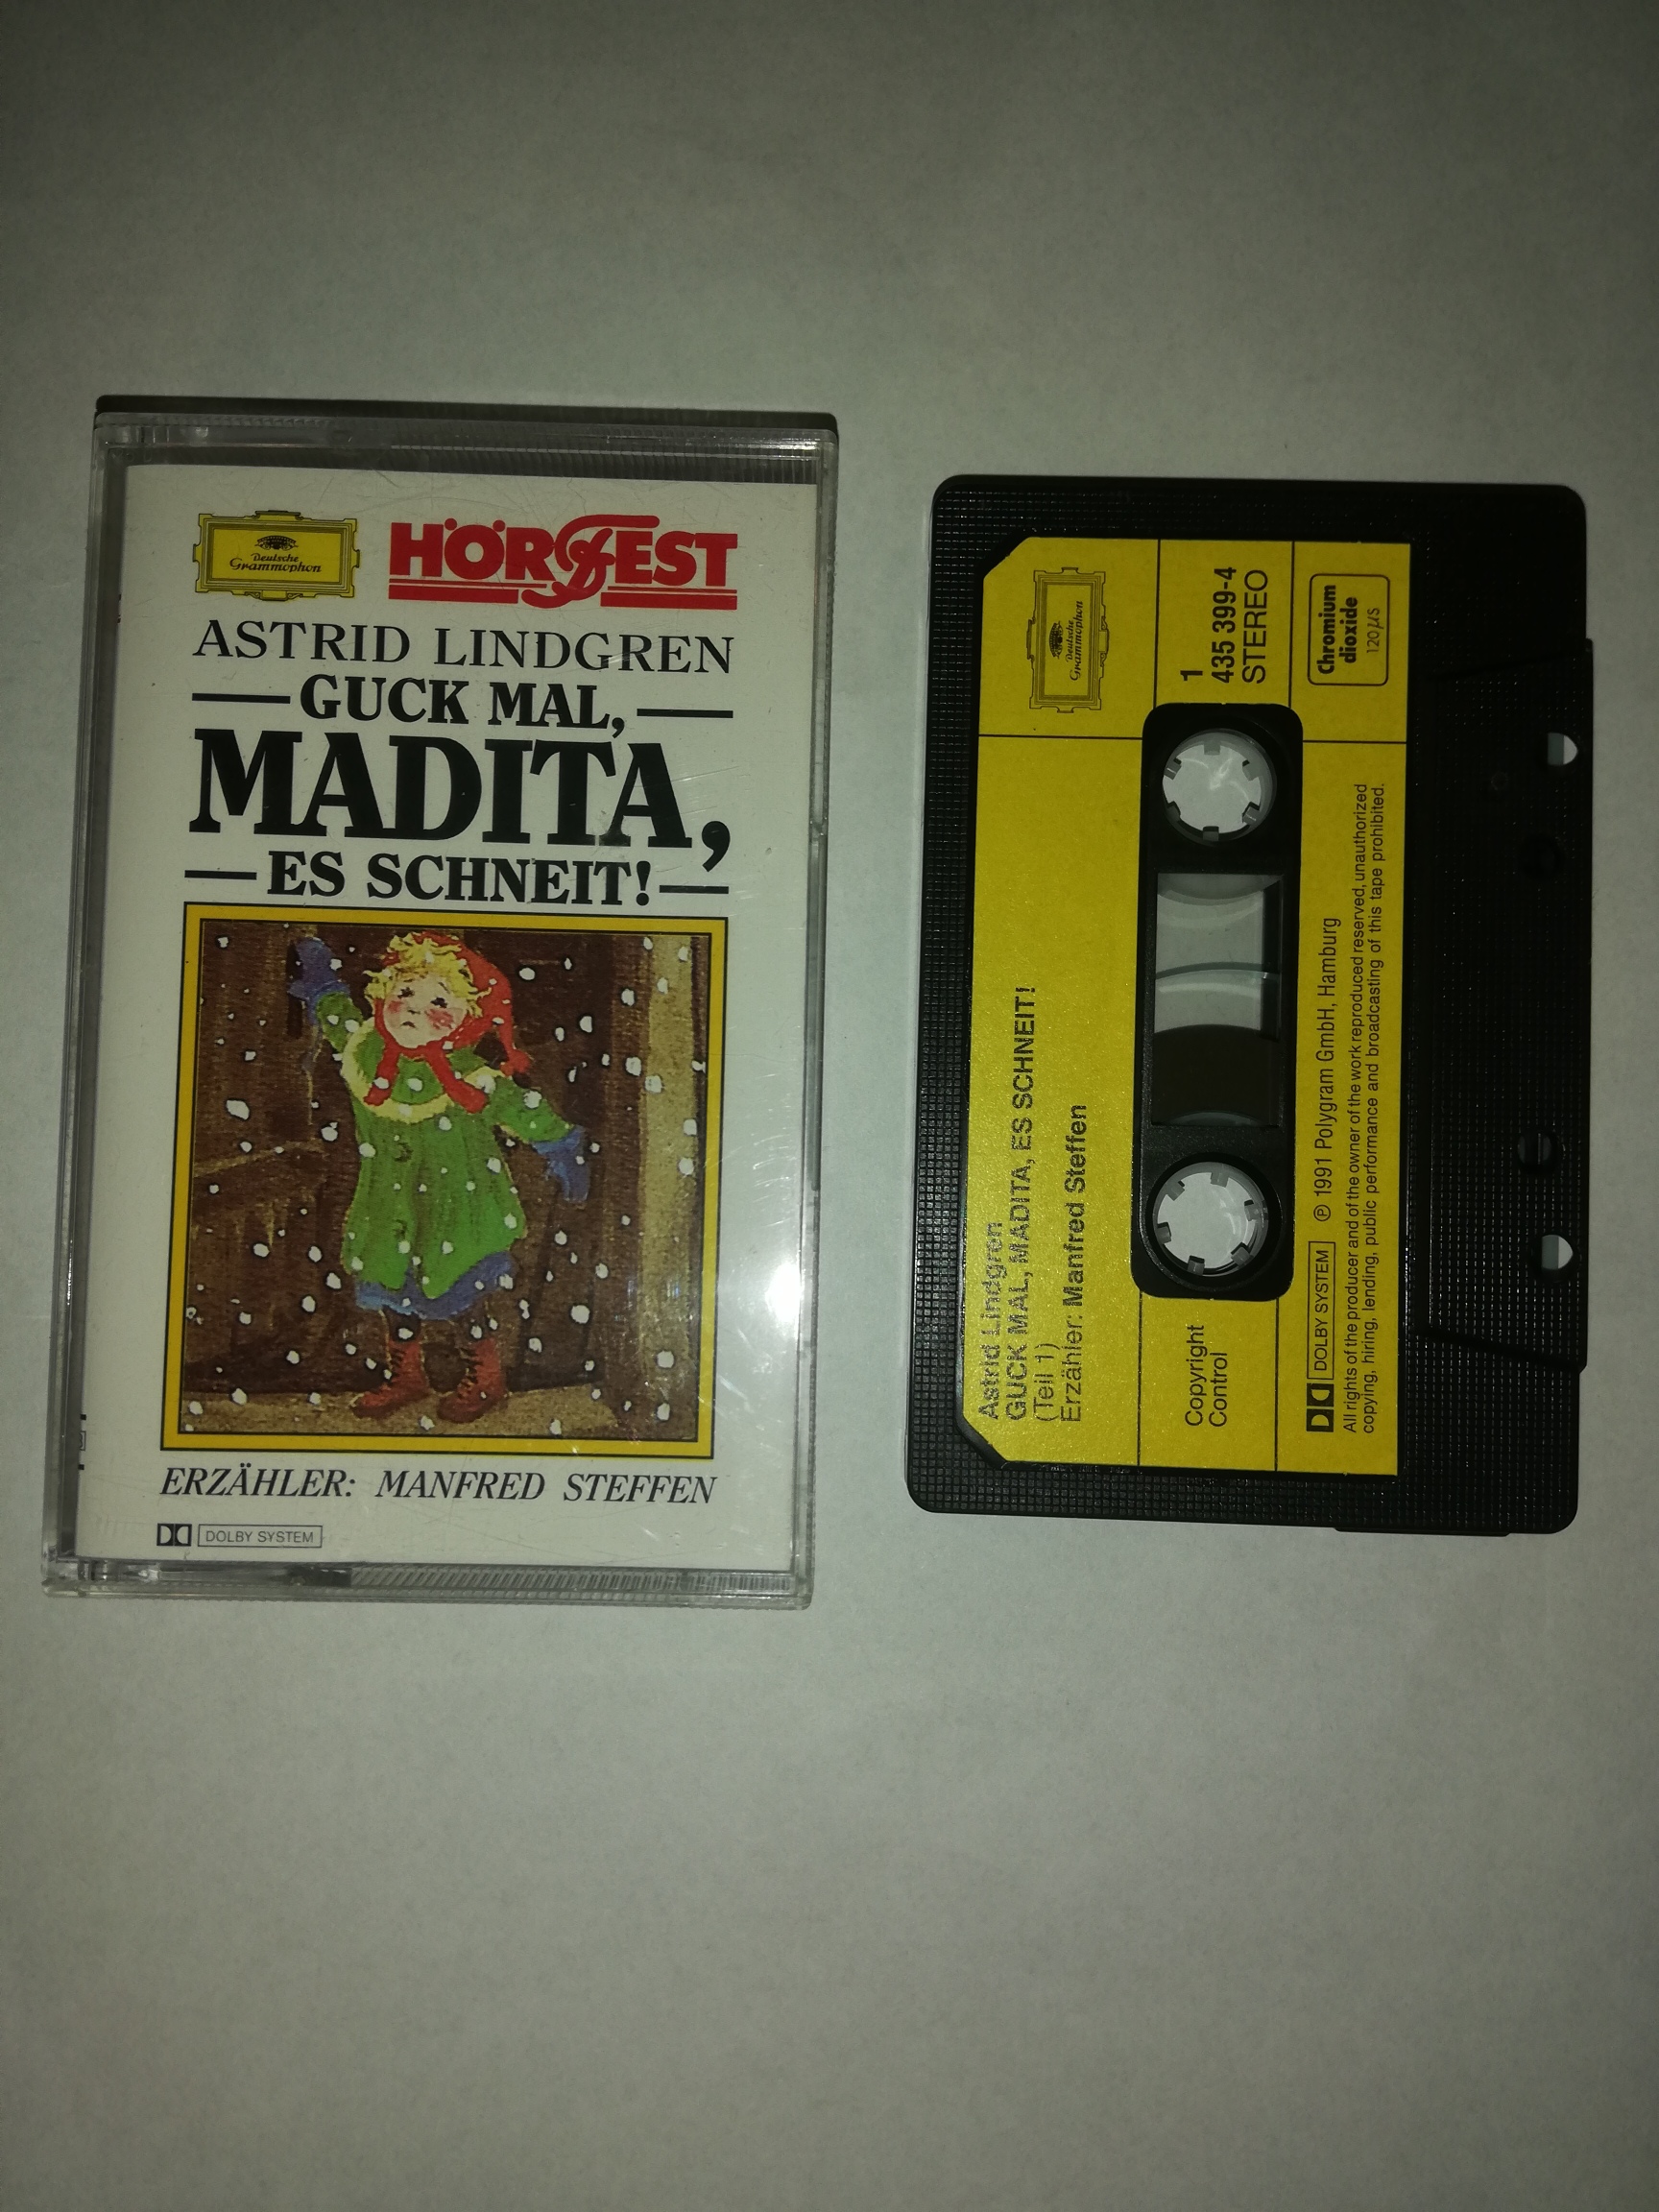 Deutsche
Grammophon
HÖRFEST
ASTRID LINDGREN
GUCK MAL,
MADITA,
ES SCHNEIT!
ERZÄHLER: MANFRED STEFFEN
DOLBY SYSTEM
Deutsche
Grammophon
1
435 399-4
STEREO
Chromium
dioxide
120 µs
Astrid Lindgren
GUCK MAL, MADITA, ES SCHNEIT!
(Teil 1)
Erzähler: Manfred Steffen
Copyright
Control
DOLBY SYSTEM ℗ 1991 Polygram GmbH, Hamburg
All rights of the producer and of the owner of the work reproduced reserved, unauthorized
copying, hiring, lending, public performance and broadcasting of this tape prohibited.